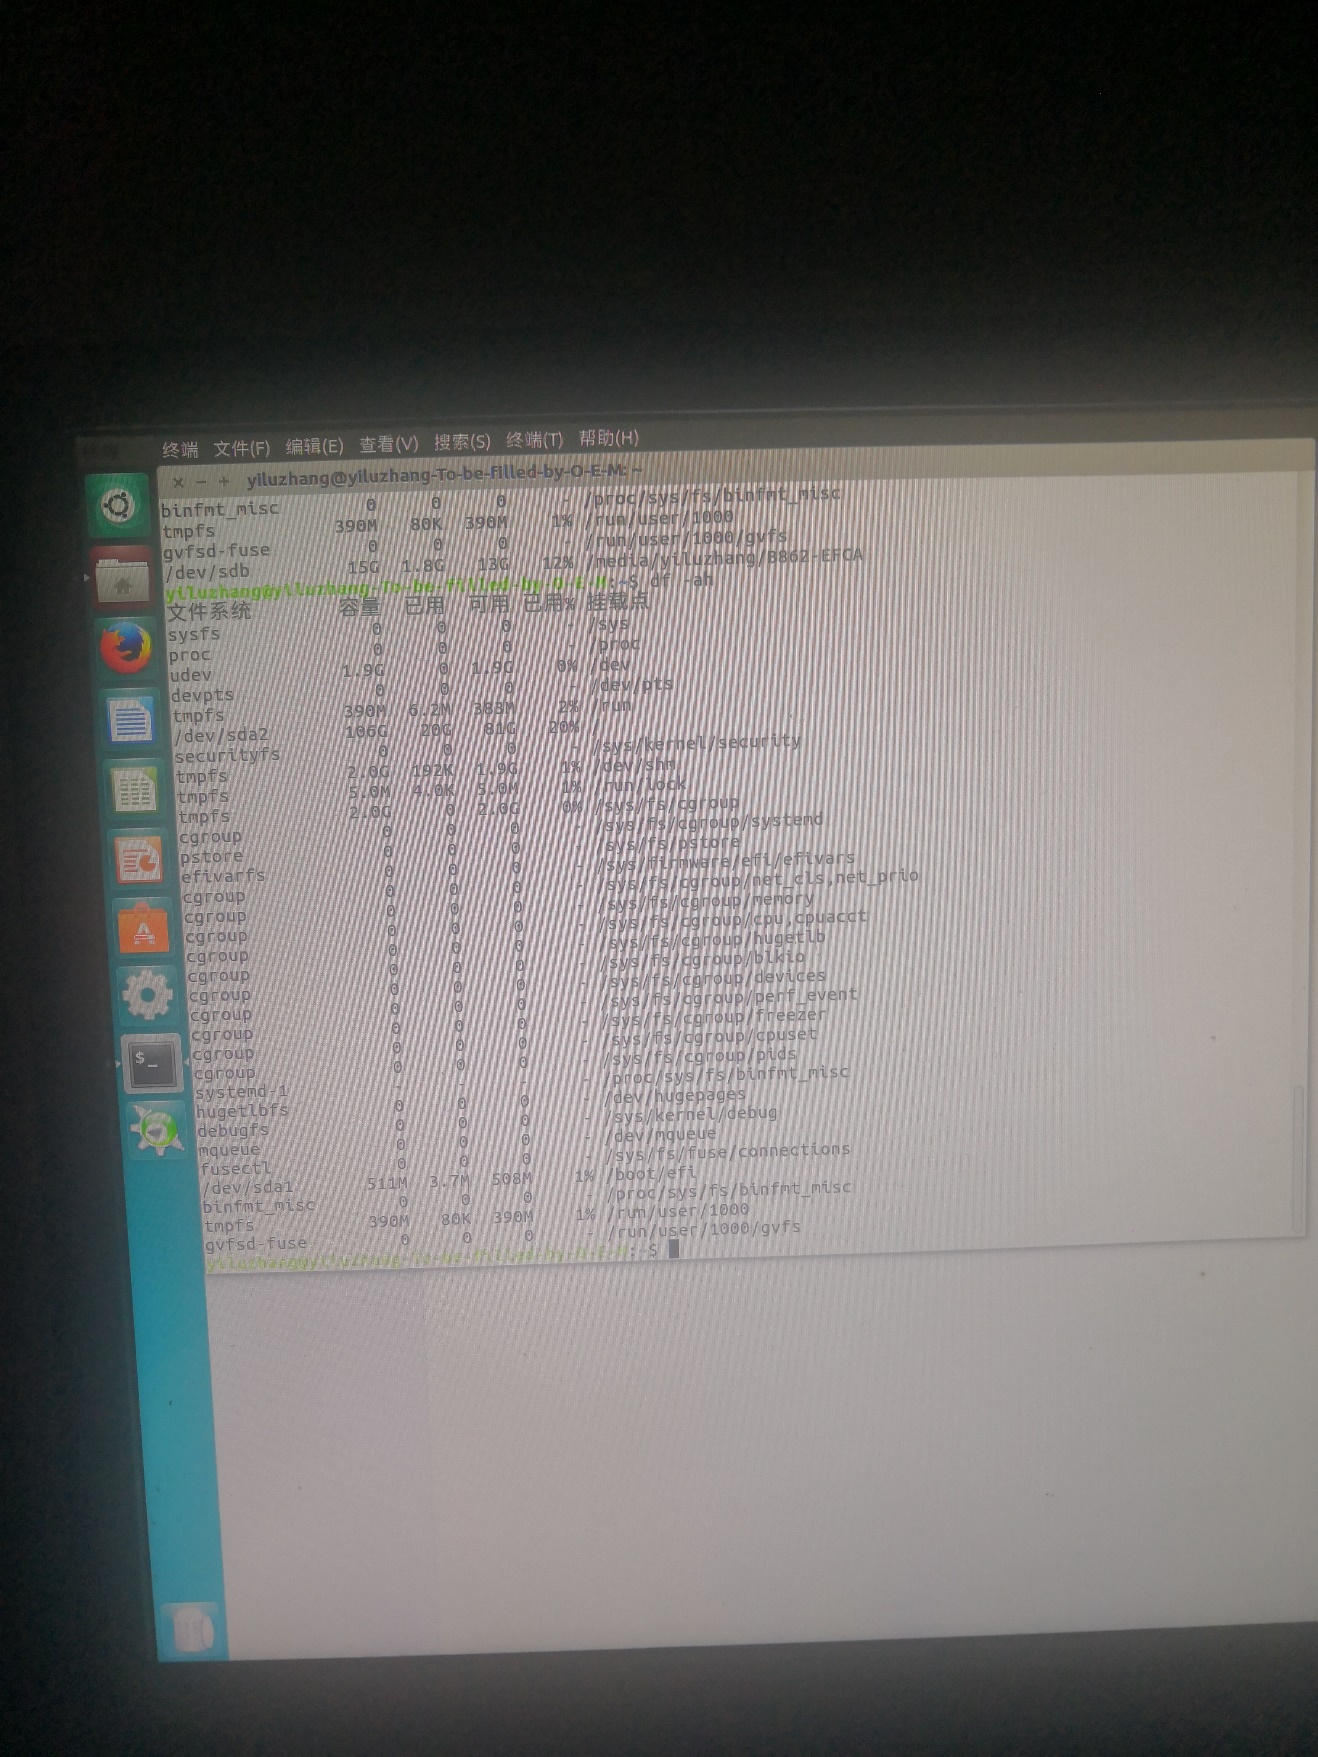 终端 文件(F) 编辑(E) 查看(V) 搜索(S) 终端(T) 帮助(H)
yiluzhang@yiluzhang-To-be-filled-by-O-E-M: ~
binfmt_misc 0 0 0 - /proc/sys/fs/binfmt_misc
tmpfs 390M 80K 390M 1% /run/user/1000
gvfsd-fuse 0 0 0 - /run/user/1000/gvfs
/dev/sdb 15G 1.8G 13G 12% /media/yiluzhang/B862-EFCA
yiluzhang@yiluzhang-To-be-filled-by-O-E-M:~$ df -ah
文件系统 容量 已用 可用 已用% 挂载点
sysfs 0 0 0 - /sys
proc 0 0 0 - /proc
udev 1.9G 0 1.9G 0% /dev
devpts 0 0 0 - /dev/pts
tmpfs 390M 6.2M 383M 2% /run
/dev/sda2 106G 20G 81G 20% /
securityfs 0 0 0 - /sys/kernel/security
tmpfs 2.0G 192K 1.9G 1% /dev/shm
tmpfs 5.0M 4.0K 5.0M 1% /run/lock
tmpfs 2.0G 0 2.0G 0% /sys/fs/cgroup
cgroup 0 0 0 - /sys/fs/cgroup/systemd
pstore 0 0 0 - /sys/fs/pstore
efivarfs 0 0 0 - /sys/firmware/efi/efivars
cgroup 0 0 0 - /sys/fs/cgroup/net_cls,net_prio
cgroup 0 0 0 - /sys/fs/cgroup/memory
cgroup 0 0 0 - /sys/fs/cgroup/cpu,cpuacct
cgroup 0 0 0 - /sys/fs/cgroup/hugetlb
cgroup 0 0 0 - /sys/fs/cgroup/blkio
cgroup 0 0 0 - /sys/fs/cgroup/devices
cgroup 0 0 0 - /sys/fs/cgroup/perf_event
cgroup 0 0 0 - /sys/fs/cgroup/freezer
cgroup 0 0 0 - /sys/fs/cgroup/cpuset
cgroup 0 0 0 - /sys/fs/cgroup/pids
systemd-1 - - - - /proc/sys/fs/binfmt_misc
hugetlbfs 0 0 0 - /dev/hugepages
debugfs 0 0 0 - /sys/kernel/debug
mqueue 0 0 0 - /dev/mqueue
fusectl 0 0 0 - /sys/fs/fuse/connections
/dev/sda1 511M 3.7M 508M 1% /boot/efi
binfmt_misc 0 0 0 - /proc/sys/fs/binfmt_misc
tmpfs 390M 80K 390M 1% /run/user/1000
gvfsd-fuse 0 0 0 - /run/user/1000/gvfs
yiluzhang@yiluzhang-To-be-filled-by-O-E-M:~$